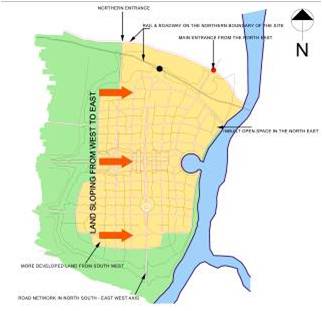 NORTHERN ENTRANCE
RAIL & ROADWAY ON THE NORTHERN BOUNDARY OF THE SITE
MAIN ENTRANCE FROM THE NORTH EAST
N
OPEN SPACE IN THE NORTH EAST
LAND SLOPING FROM WEST TO EAST
MORE DEVELOPED LAND FROM SOUTH WEST
ROAD NETWORK IN NORTH SOUTH - EAST WEST AXIS